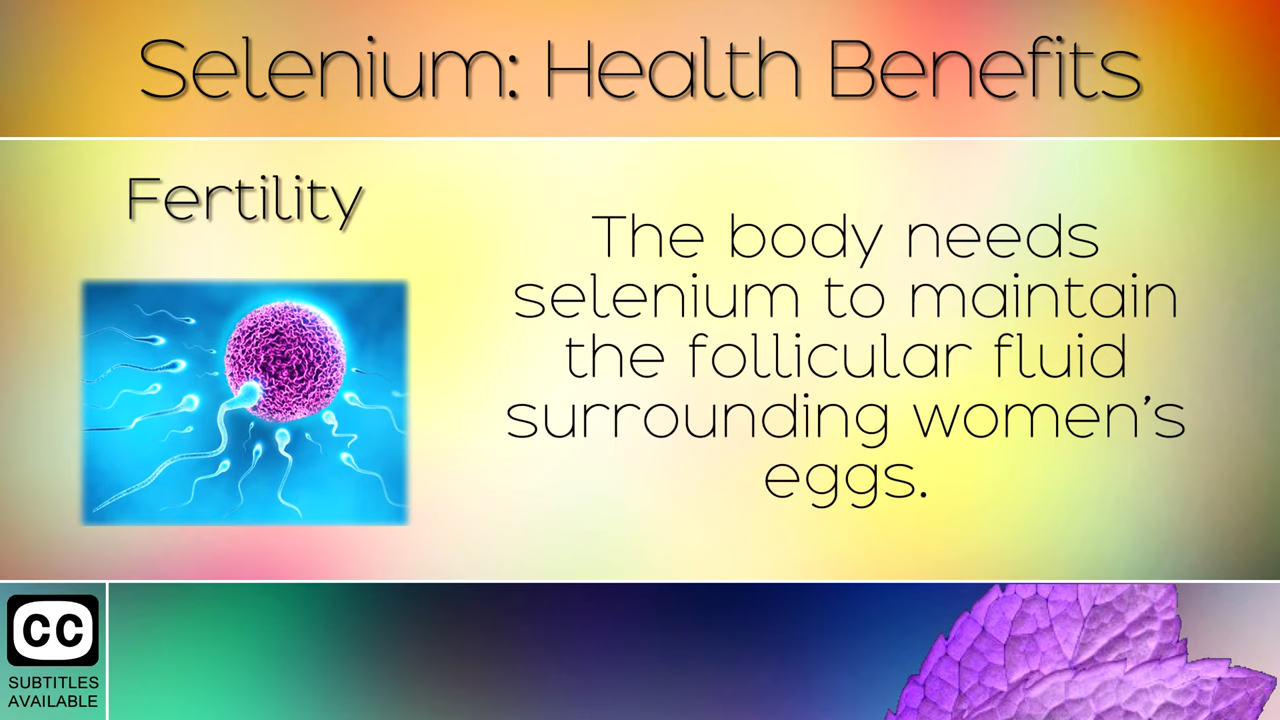 Selenium: Health Benefits
Fertility
The body needs
selenium to maintain
the follicular fluid
surrounding women's
eggs.
CC
SUBTITLES
AVAILABLE